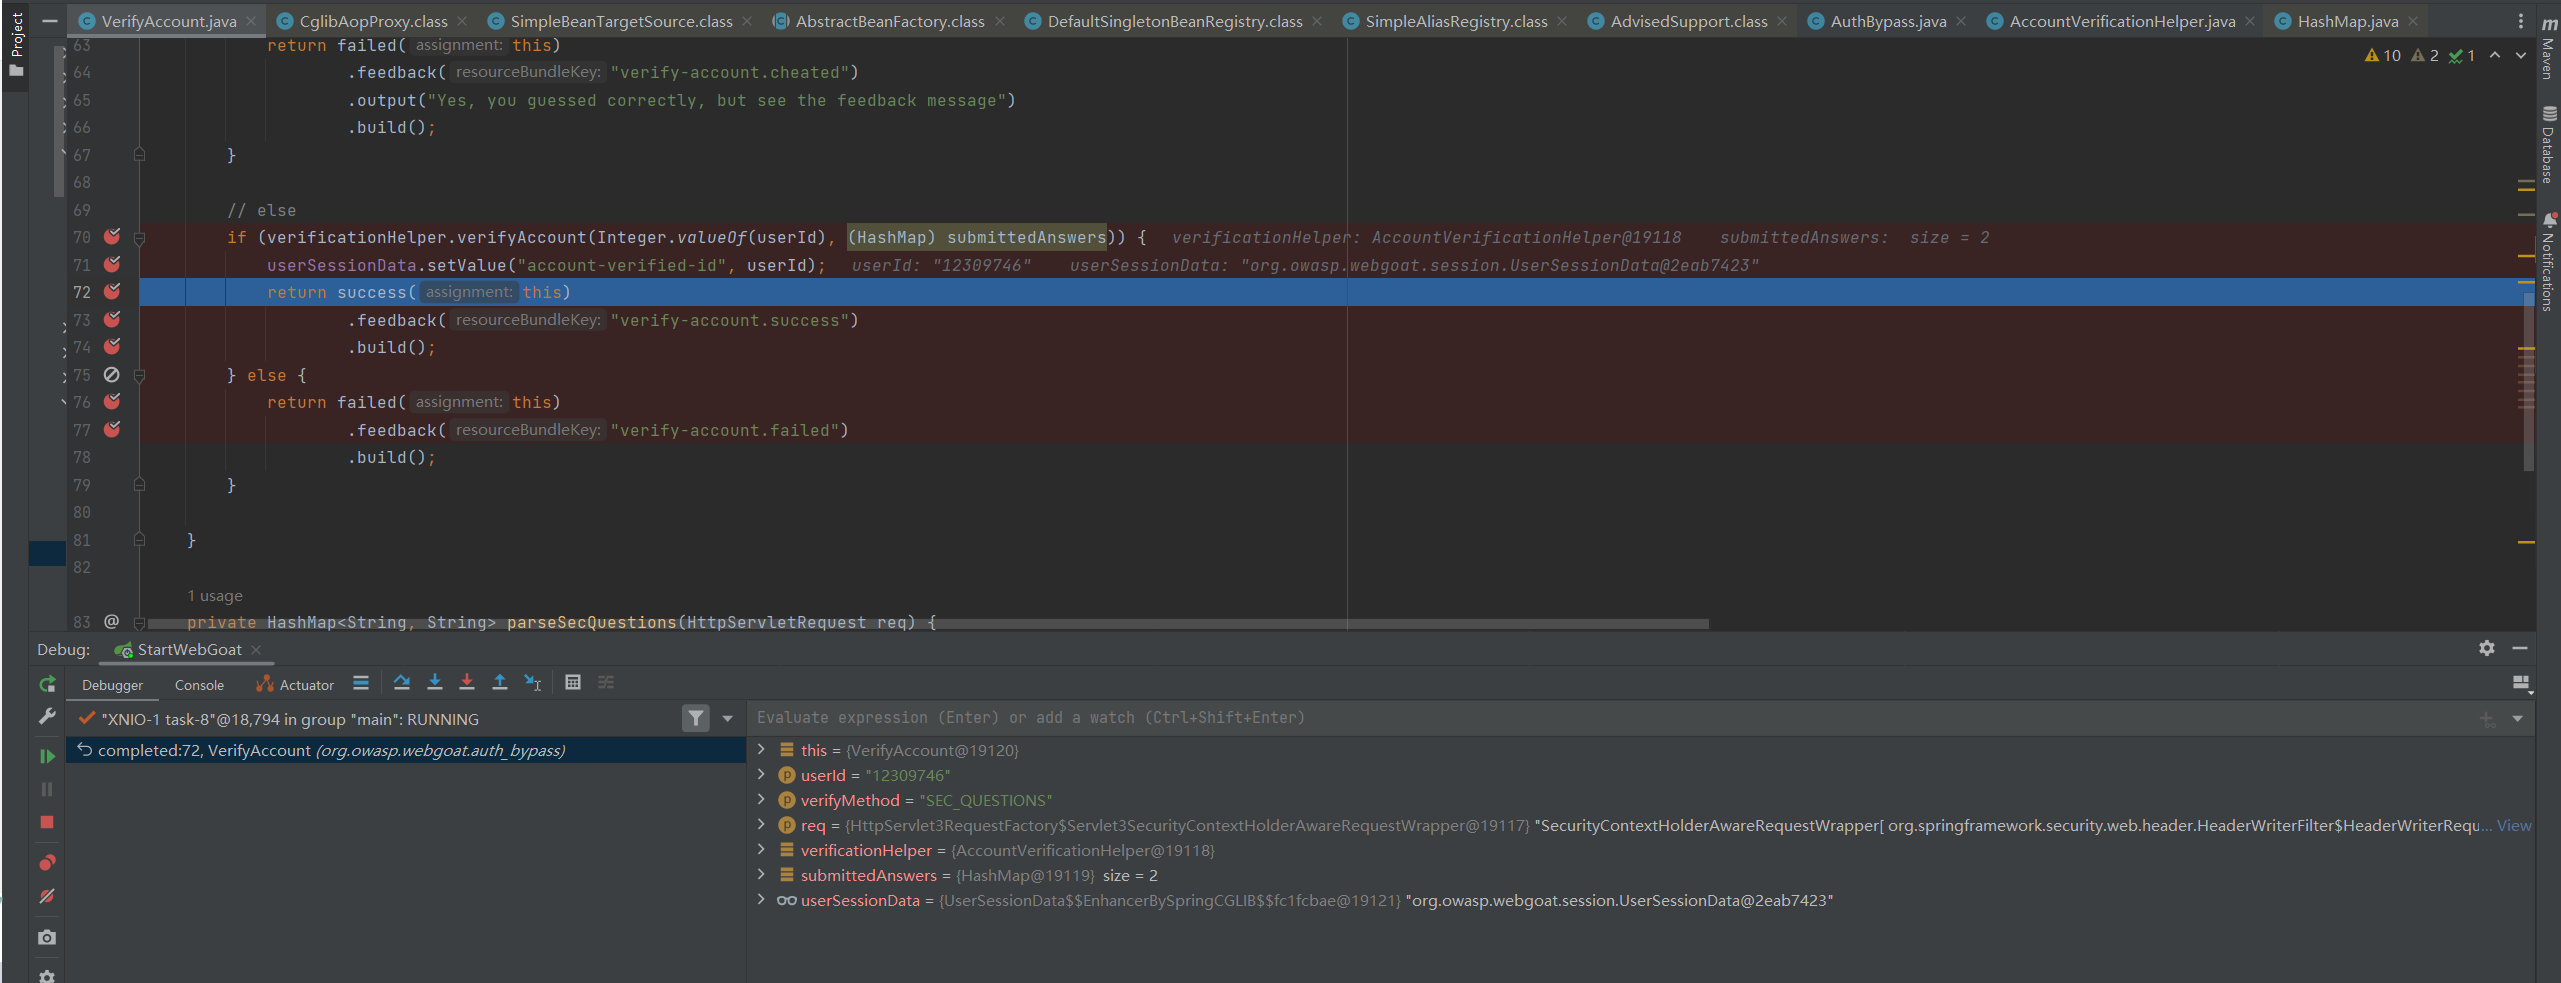 Project
VerifyAccount.java CglibAopProxy.class SimpleBeanTargetSource.class AbstractBeanFactory.class DefaultSingletonBeanRegistry.class SimpleAliasRegistry.class AdvisedSupport.class AuthBypass.java AccountVerificationHelper.java HashMap.java
63 return failed( assignment: this)
10 2 1
64 .feedback( resourceBundleKey: "verify-account.cheated")
65 .output("Yes, you guessed correctly, but see the feedback message")
66 .build();
67 }
68
69 // else
70 if (verificationHelper.verifyAccount(Integer.valueOf(userId), (HashMap) submittedAnswers)) { verificationHelper: AccountVerificationHelper@19118 submittedAnswers: size = 2
71 userSessionData.setValue("account-verified-id", userId); userId: "12309746" userSessionData: "org.owasp.webgoat.session.UserSessionData@2eab7423"
72 return success( assignment: this)
73 .feedback( resourceBundleKey: "verify-account.success")
74 .build();
75 } else {
76 return failed( assignment: this)
77 .feedback( resourceBundleKey: "verify-account.failed")
78 .build();
79 }
80
81 }
82
1 usage
83 @ private HashMap<String, String> parseSecQuestions(HttpServletRequest req) {
m Maven
Database
Notifications
Debug: StartWebGoat
Debugger Console Actuator
"XNIO-1 task-8"@18,794 in group "main": RUNNING
completed:72, VerifyAccount (org.owasp.webgoat.auth_bypass)
Evaluate expression (Enter) or add a watch (Ctrl+Shift+Enter)
this = {VerifyAccount@19120}
userId = "12309746"
verifyMethod = "SEC_QUESTIONS"
req = {HttpServlet3RequestFactory$Servlet3SecurityContextHolderAwareRequestWrapper@19117} "SecurityContextHolderAwareRequestWrapper[ org.springframework.security.web.header.HeaderWriterFilter$HeaderWriterRequ... View
verificationHelper = {AccountVerificationHelper@19118}
submittedAnswers = {HashMap@19119} size = 2
userSessionData = {UserSessionData$$EnhancerBySpringCGLIB$$fc1fcbae@19121} "org.owasp.webgoat.session.UserSessionData@2eab7423"